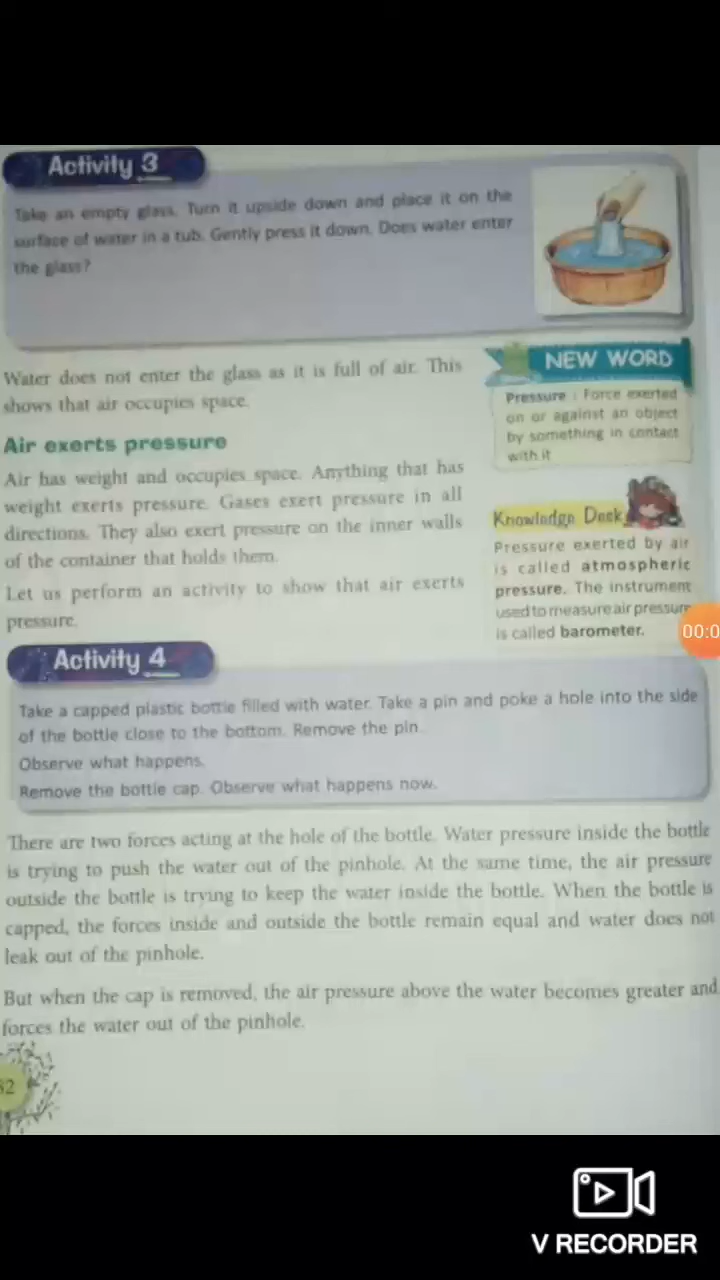 Activity 3
Take an empty glass. Turn it upside down and place it on the
surface of water in a tub. Gently press it down. Does water enter
the glass?
Water does not enter the glass as it is full of air. This
shows that air occupies space.
NEW WORD
Pressure : Force exerted
on or against an object
by something in contact
with it
Air exerts pressure
Air has weight and occupies space. Anything that has
weight exerts pressure. Gases exert pressure in all
directions. They also exert pressure on the inner walls
of the container that holds them.
Let us perform an activity to show that air exerts
pressure.
Knowledge Desk
Pressure exerted by air
is called atmospheric
pressure. The instrument
used to measure air pressure
is called barometer.
00:0
Activity 4
Take a capped plastic bottle filled with water. Take a pin and poke a hole into the side
of the bottle close to the bottom. Remove the pin.
Observe what happens.
Remove the bottle cap. Observe what happens now.
There are two forces acting at the hole of the bottle. Water pressure inside the bottle
is trying to push the water out of the pinhole. At the same time, the air pressure
outside the bottle is trying to keep the water inside the bottle. When the bottle is
capped, the forces inside and outside the bottle remain equal and water does not
leak out of the pinhole.
But when the cap is removed, the air pressure above the water becomes greater and
forces the water out of the pinhole.
32
V RECORDER